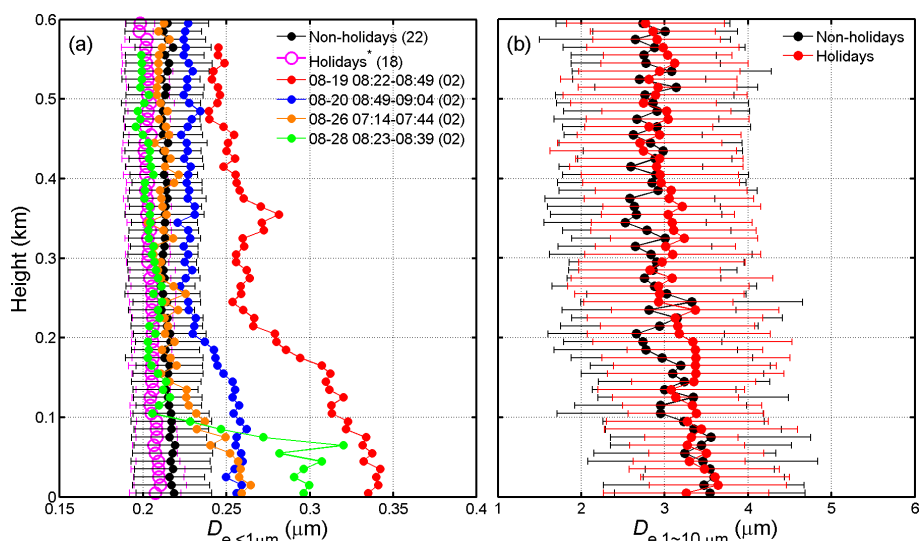 (a)
Non-holidays (22)
Holidays* (18)
08-19 08:22-08:49 (02)
08-20 08:49-09:04 (02)
08-26 07:14-07:44 (02)
08-28 08:23-08:39 (02)
(b)
Non-holidays
Holidays
Height (km)
0.6
0.5
0.4
0.3
0.2
0.1
0
0.15 0.2 0.25 0.3 0.35 0.4
1 2 3 4 5 6
D e,≤1μm (μm)
D e,1~10 μm (μm)